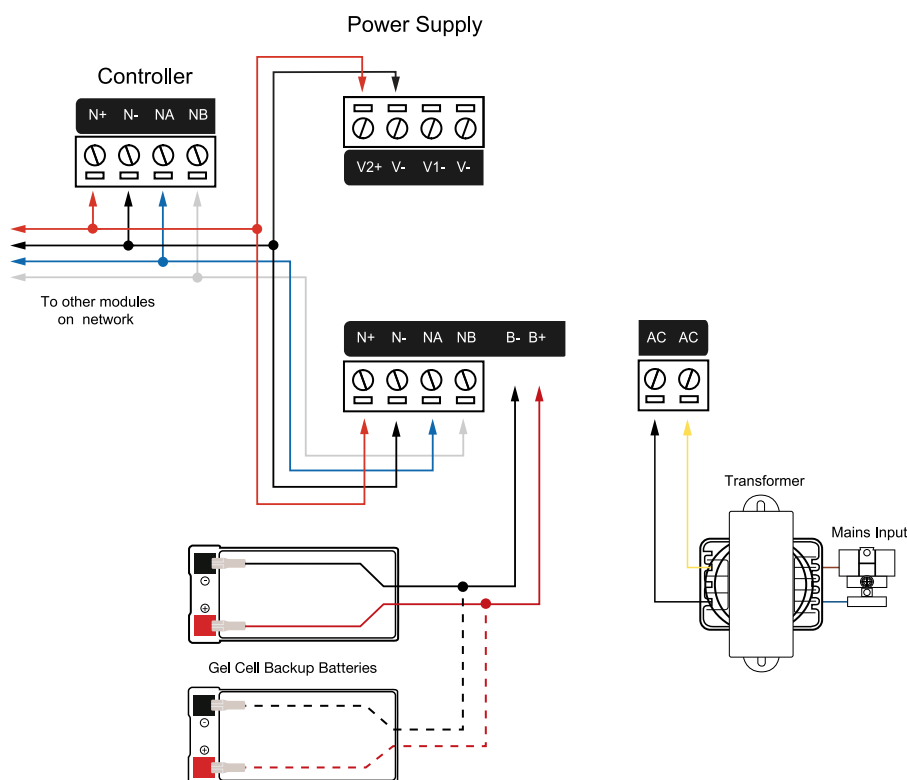 Power Supply
Controller
N+ N- NA NB
V2+ V- V1- V-
To other modules
on network
N+ N- NA NB B- B+
AC AC
Transformer
Mains Input
Gel Cell Backup Batteries